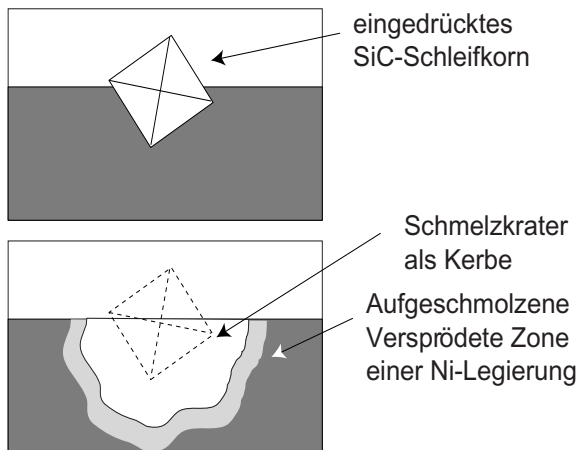 eingedrücktes
SiC-Schleifkorn
Schmelzkrater
als Kerbe
Aufgeschmolzene
Versprödete Zone
einer Ni-Legierung